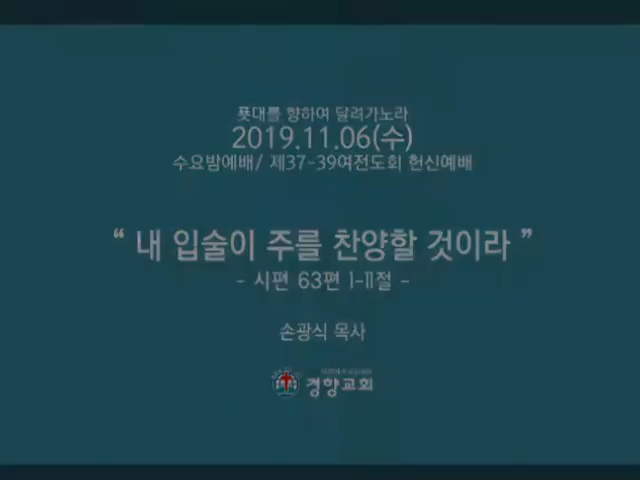 푯대를 향하여 달려가노라
2019.11.06(수)
수요밤예배/ 제37-39여전도회 헌신예배
“ 내 입술이 주를 찬양할 것이라 ”
- 시편 63편 1-11절 -
손광식 목사
경향교회